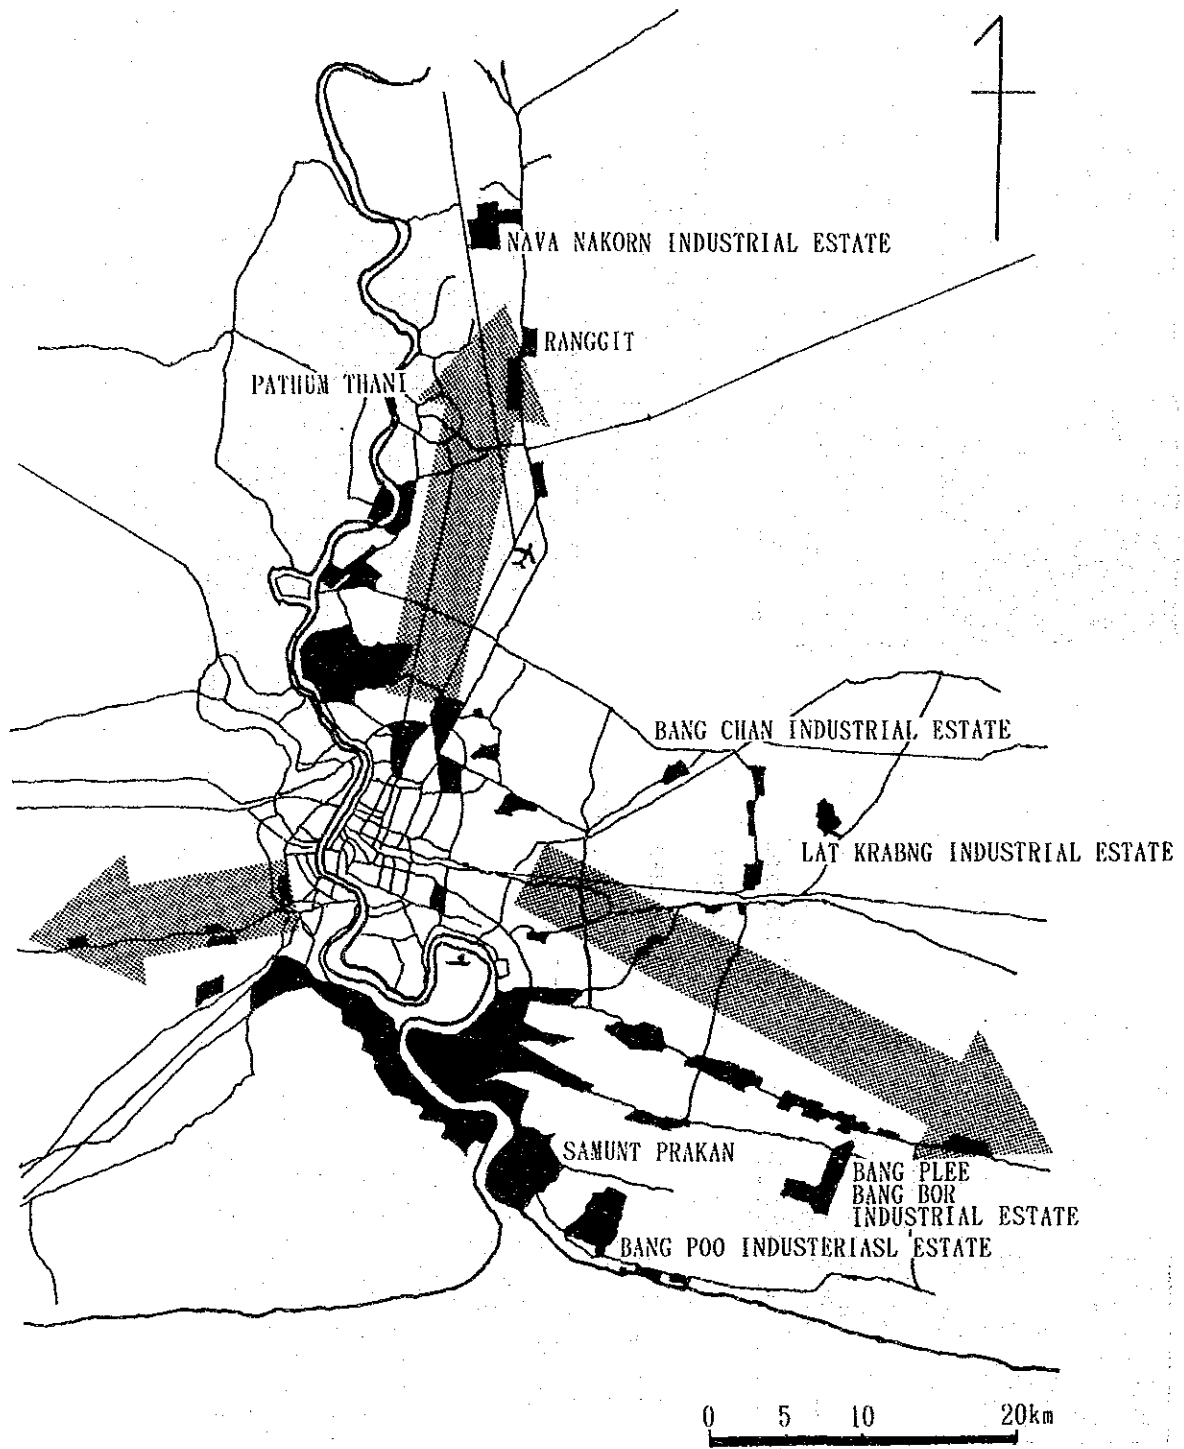 NAVA NAKORN INDUSTRIAL ESTATE
RANGGIT
PATHUM THANI
BANG CHAN INDUSTRIAL ESTATE
LAT KRABNG INDUSTRIAL ESTATE
SAMUNT PRAKAN
BANG PLEE
BANG BOR
INDUSTRIAL ESTATE
BANG POO INDUSTERIASL ESTATE
0 5 10 20km